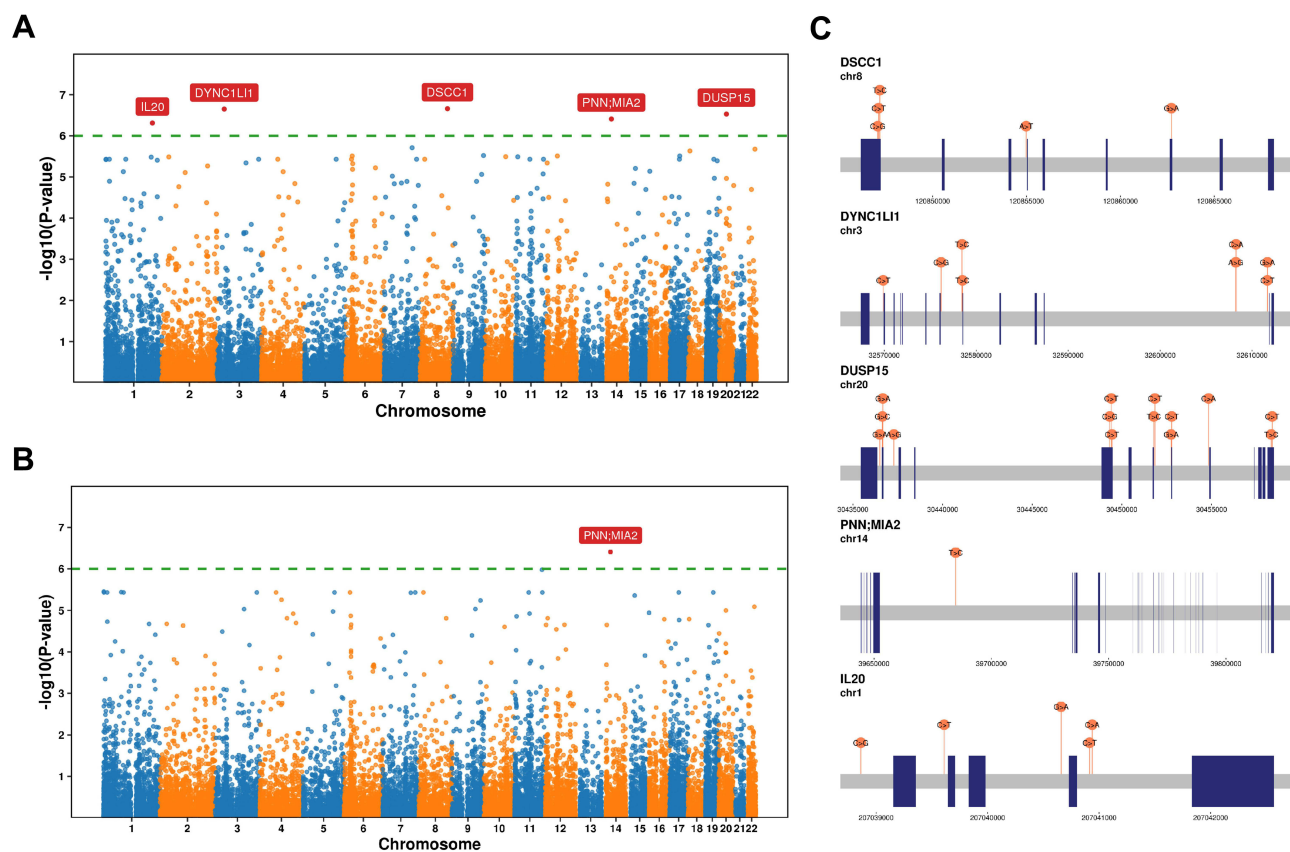 A
7
6
5
4
3
2
1
-log10(P-value)
IL20
DYNC1LI1
DSCC1
PNN;MIA2
DUSP15
1 2 3 4 5 6 7 8 9 10 11 12 13 14 15 16 17 18 19 20 21 22
Chromosome
B
7
6
5
4
3
2
1
-log10(P-value)
PNN;MIA2
1 2 3 4 5 6 7 8 9 10 11 12 13 14 15 16 17 18 19 20 21 22
Chromosome
C
DSCC1
chr8
T>C
C>T G>A
C>G A>T
120850000 120855000 120860000 120865000
DYNC1LI1
chr3
T>C C>A
C>G A>G G>A
C>T T>C C>T
32570000 32580000 32590000 32600000 32610000
DUSP15
chr20
G>A C>T C>T C>A
G>C C>G T>C C>T C>T
G>A A>G C>T G>A T>C
30435000 30440000 30445000 30450000 30455000
PNN;MIA2
chr14
T>C
39650000 39700000 39750000 39800000
IL20
chr1
G>A
C>T C>A
C>G C>T
207039000 207040000 207041000 207042000